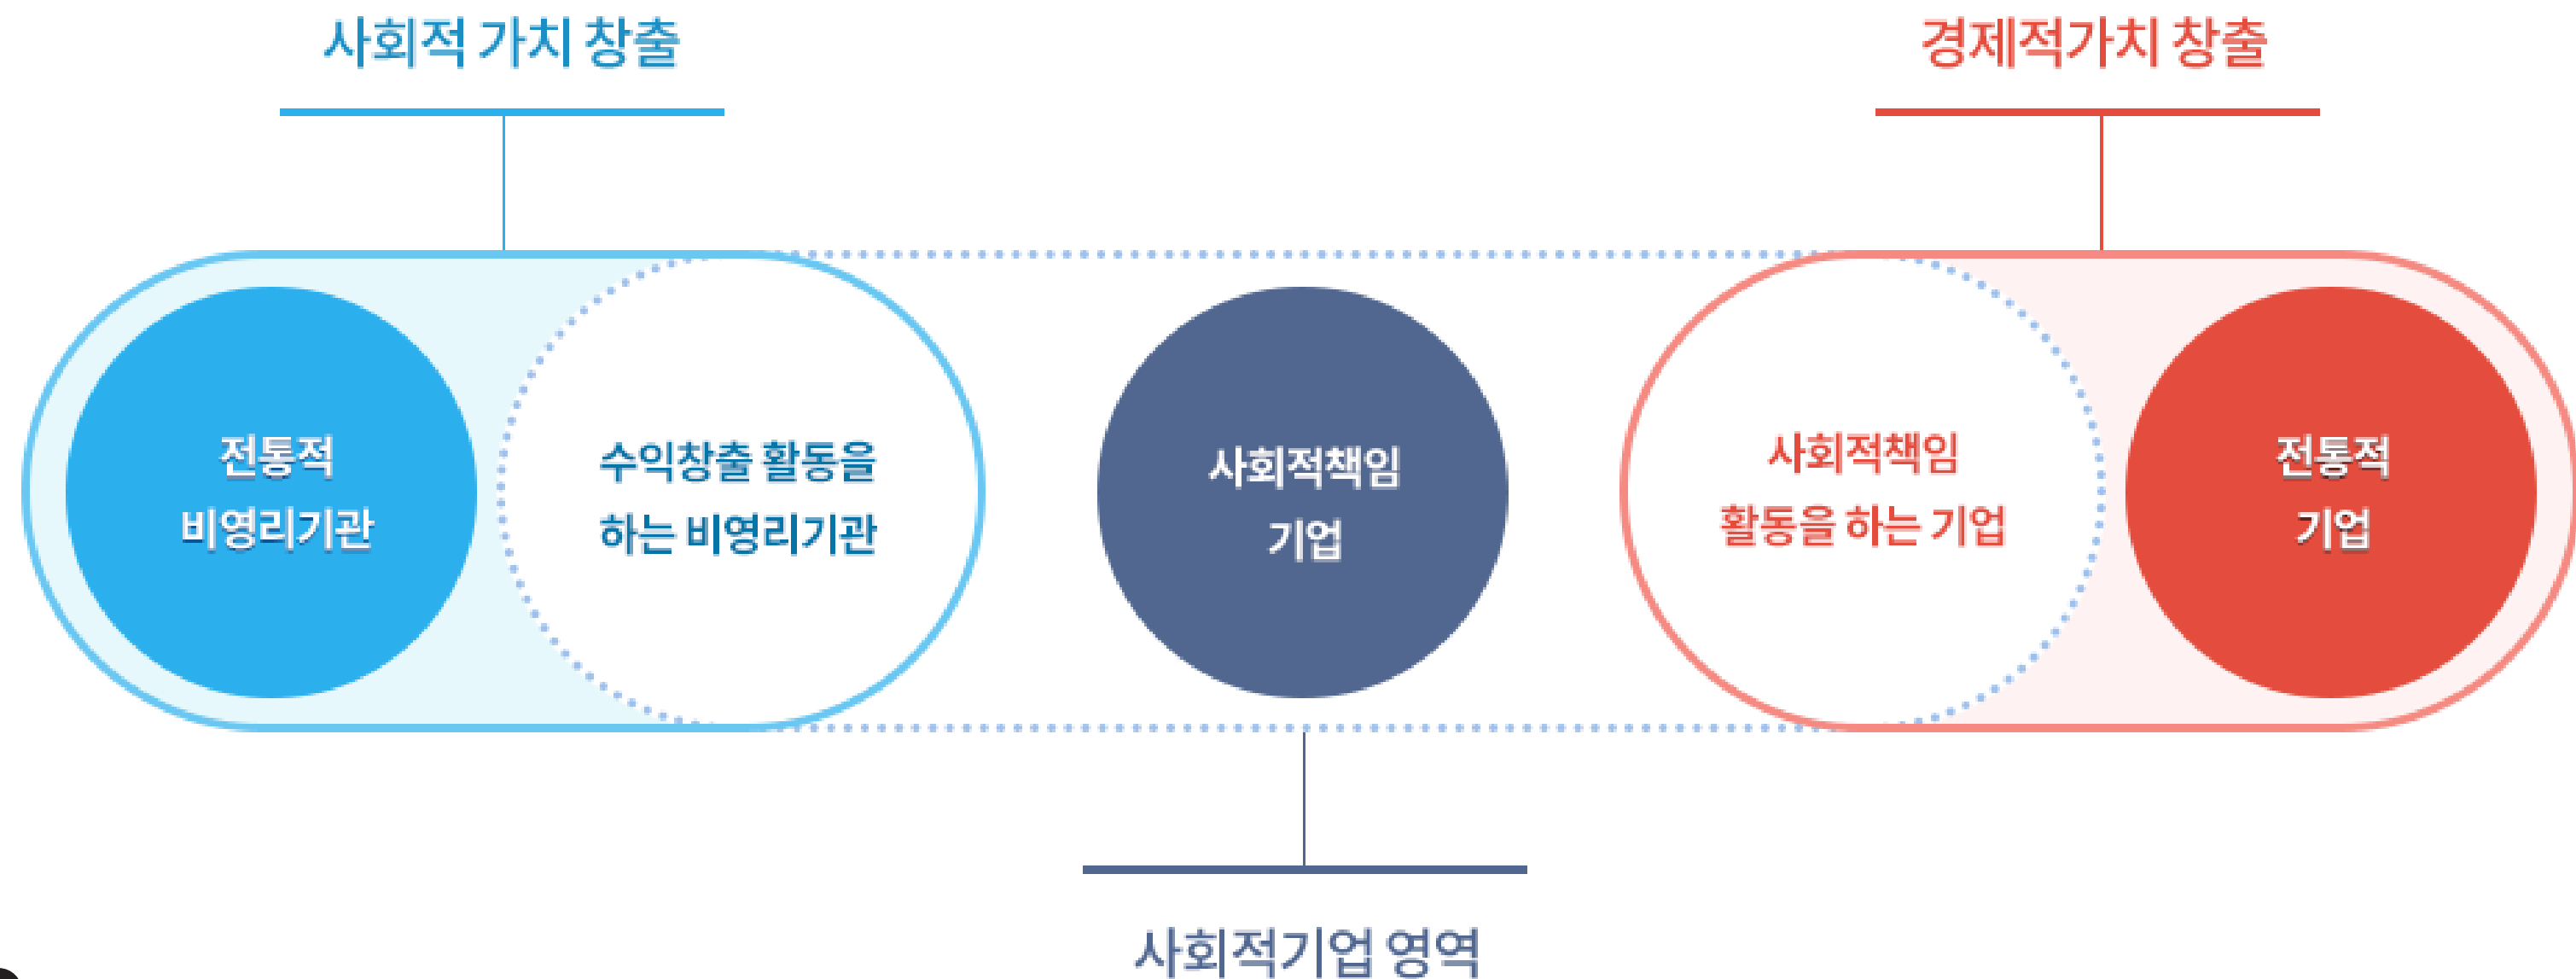 사회적 가치 창출
경제적가치 창출
전통적
비영리기관
수익창출 활동을
하는 비영리기관
사회적책임
기업
사회적책임
활동을 하는 기업
전통적
기업
사회적기업 영역